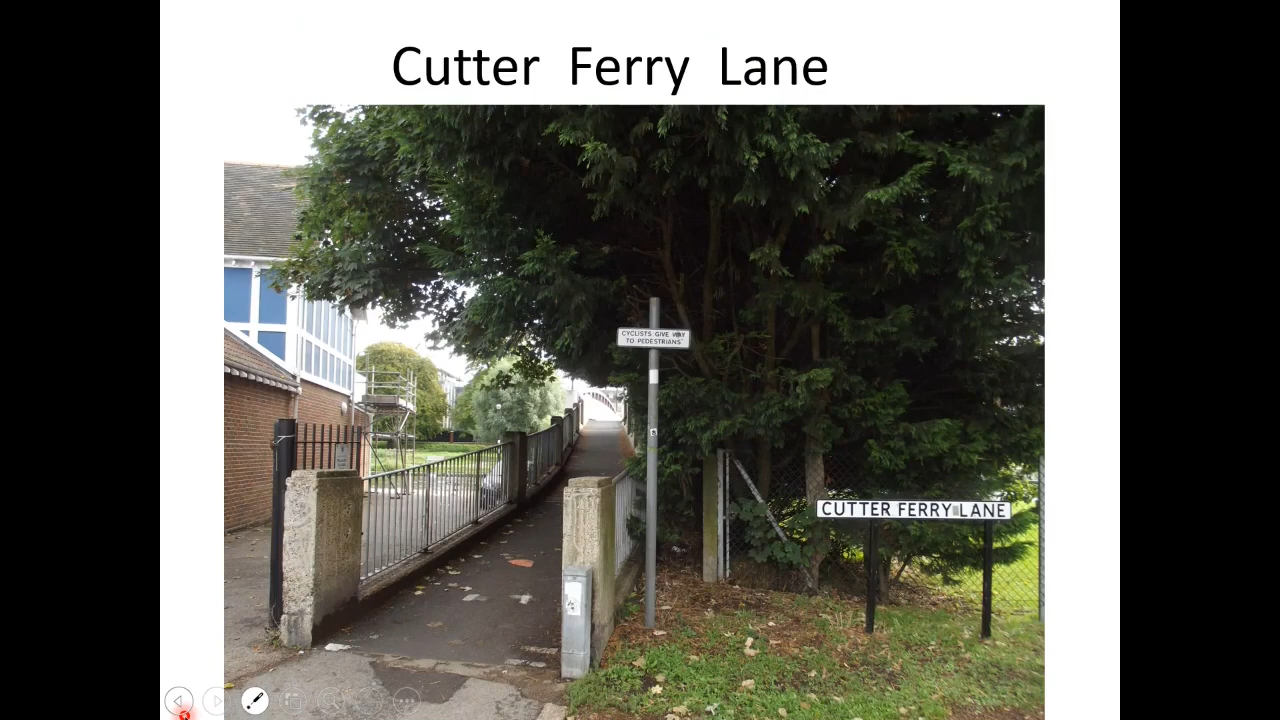 Cutter Ferry Lane
CYCLISTS GIVE WAY
TO PEDESTRIANS
CUTTER FERRY LANE